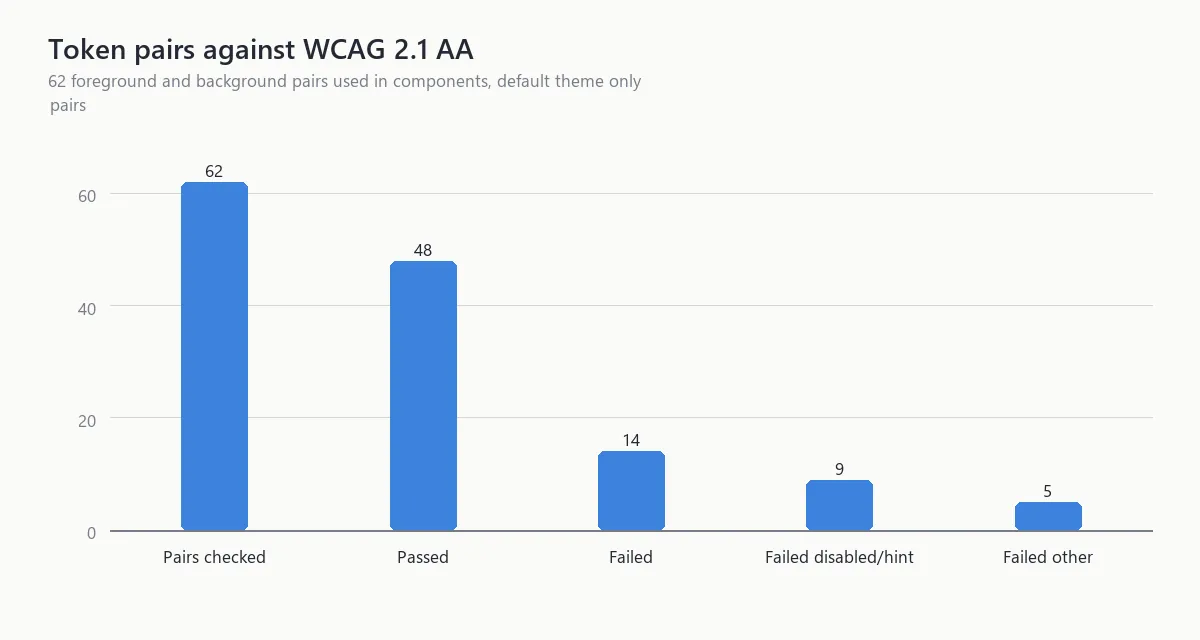 Token pairs against WCAG 2.1 AA
62 foreground and background pairs used in components, default theme only
pairs
62
60
48
40
20
14
9
5
0
Pairs checked
Passed
Failed
Failed disabled/hint
Failed other